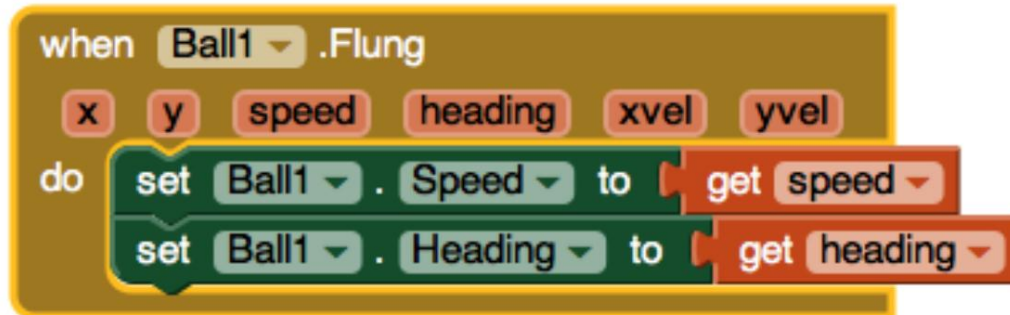 when Ball1 .Flung
x y speed heading xvel yvel
do set Ball1 . Speed to get speed
set Ball1 . Heading to get heading